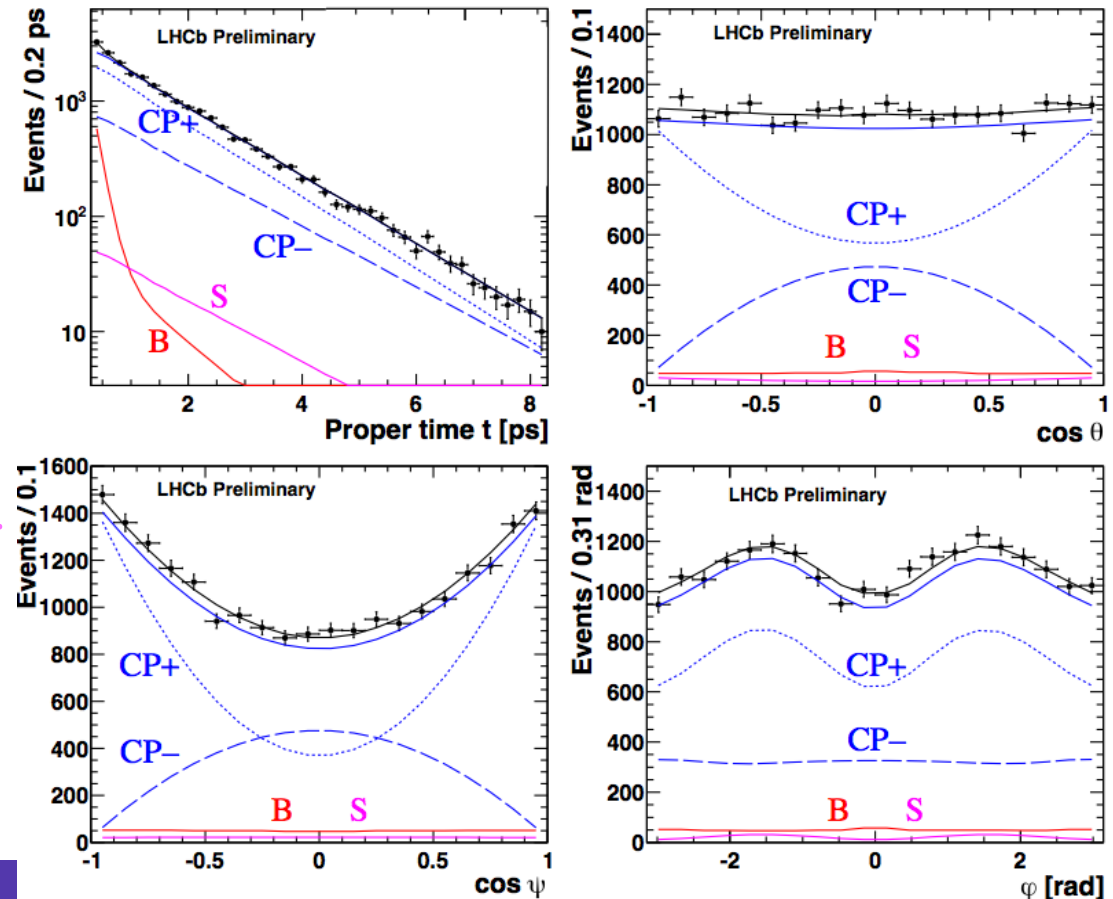 LHCb Preliminary
Events / 0.2 ps
10³
10²
10
CP+
CP–
S
B
2
4
6
8
Proper time t [ps]
LHCb Preliminary
Events / 0.1
1400
1200
1000
800
600
400
200
0
CP+
CP–
B
S
-1
-0.5
0
0.5
1
cos θ
LHCb Preliminary
Events / 0.1
1600
1400
1200
1000
800
600
400
200
0
CP+
CP–
B
S
-1
-0.5
0
0.5
1
cos ψ
LHCb Preliminary
Events / 0.31 rad
1400
1200
1000
800
600
400
200
0
CP+
CP–
B
S
-2
0
2
φ [rad]